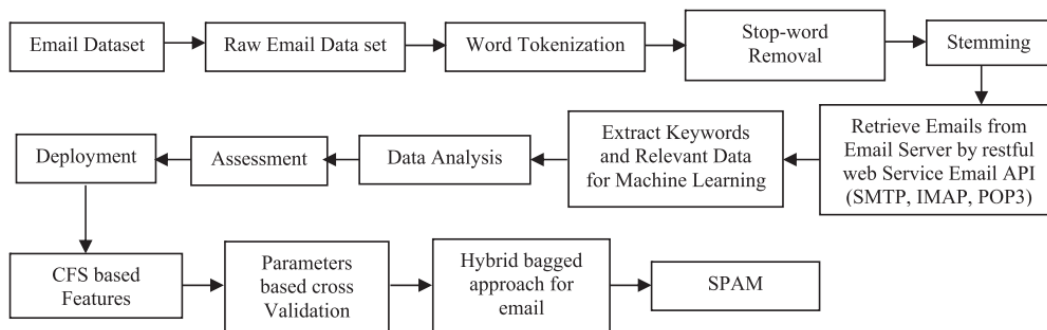 Email Dataset
Raw Email Data set
Word Tokenization
Stop-word
Removal
Stemming
Retrieve Emails from
Email Server by restful
web Service Email API
(SMTP, IMAP, POP3)
Extract Keywords
and Relevant Data
for Machine Learning
Data Analysis
Assessment
Deployment
CFS based
Features
Parameters
based cross
Validation
Hybrid bagged
approach for
email
SPAM